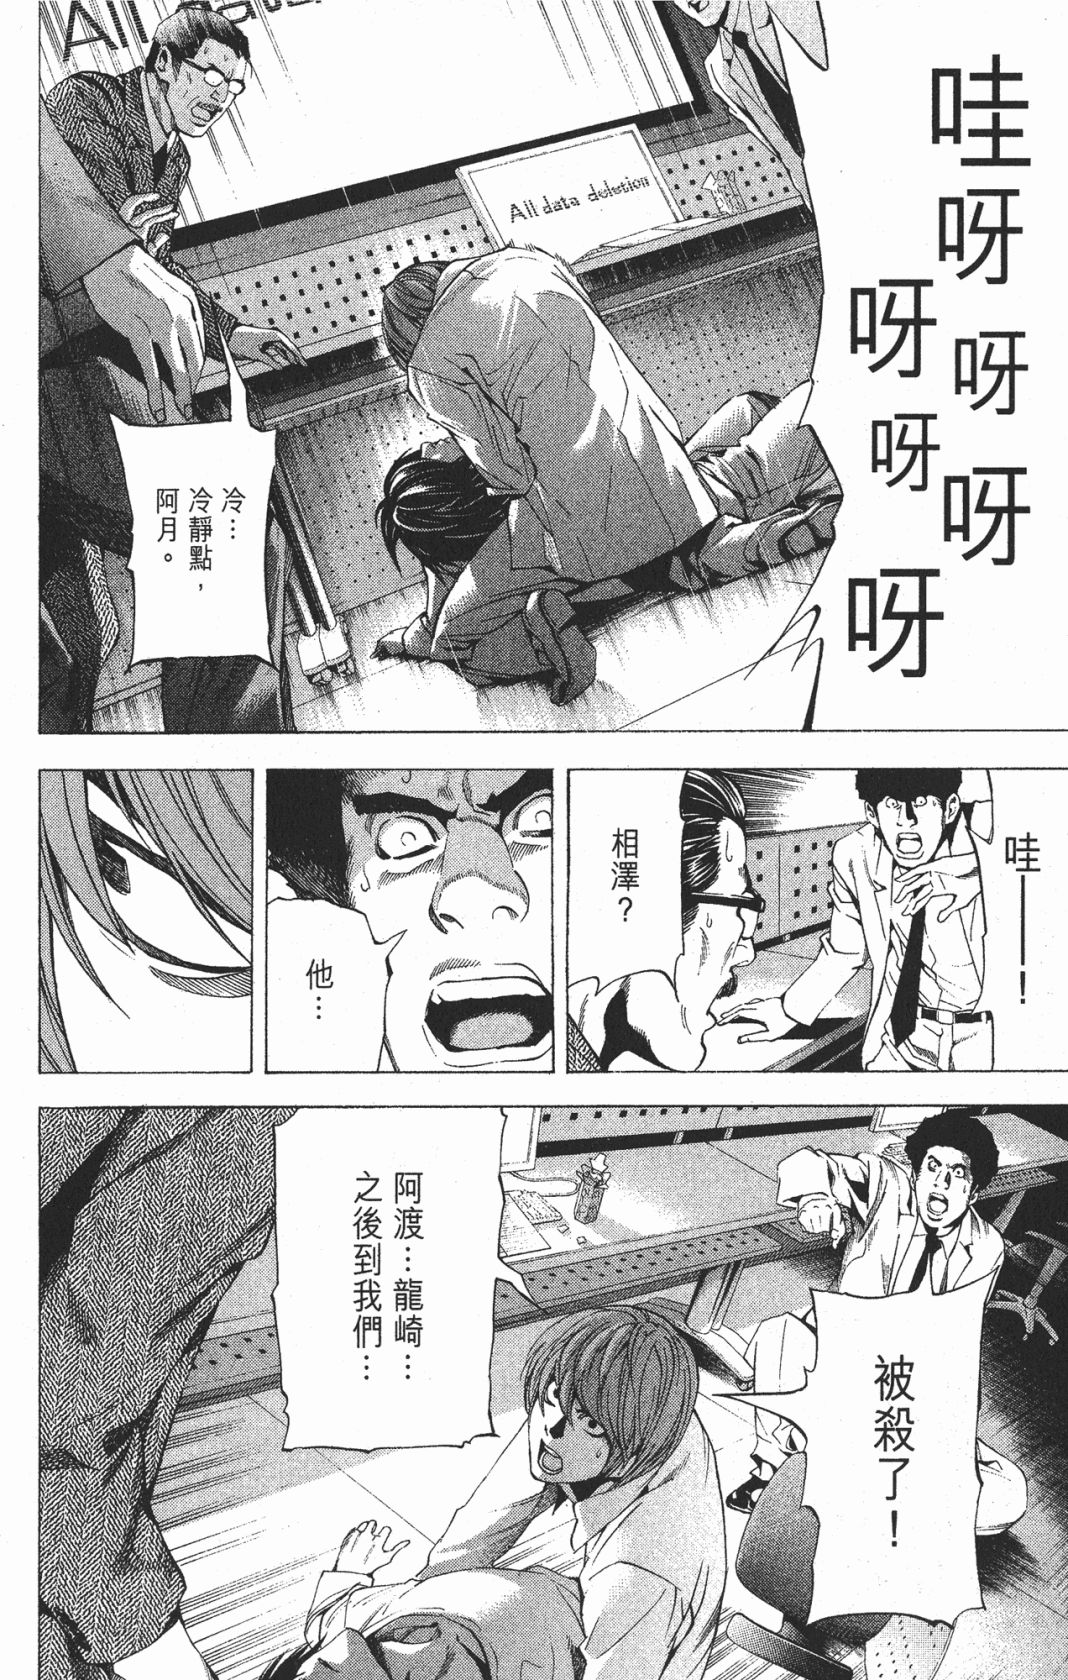 All data
哇呀呀呀
呀呀呀
All data deletion
冷…
冷靜點，
阿月。
哇——！
相澤？
他…
被殺了！
阿渡…龍崎…
之後到我們…